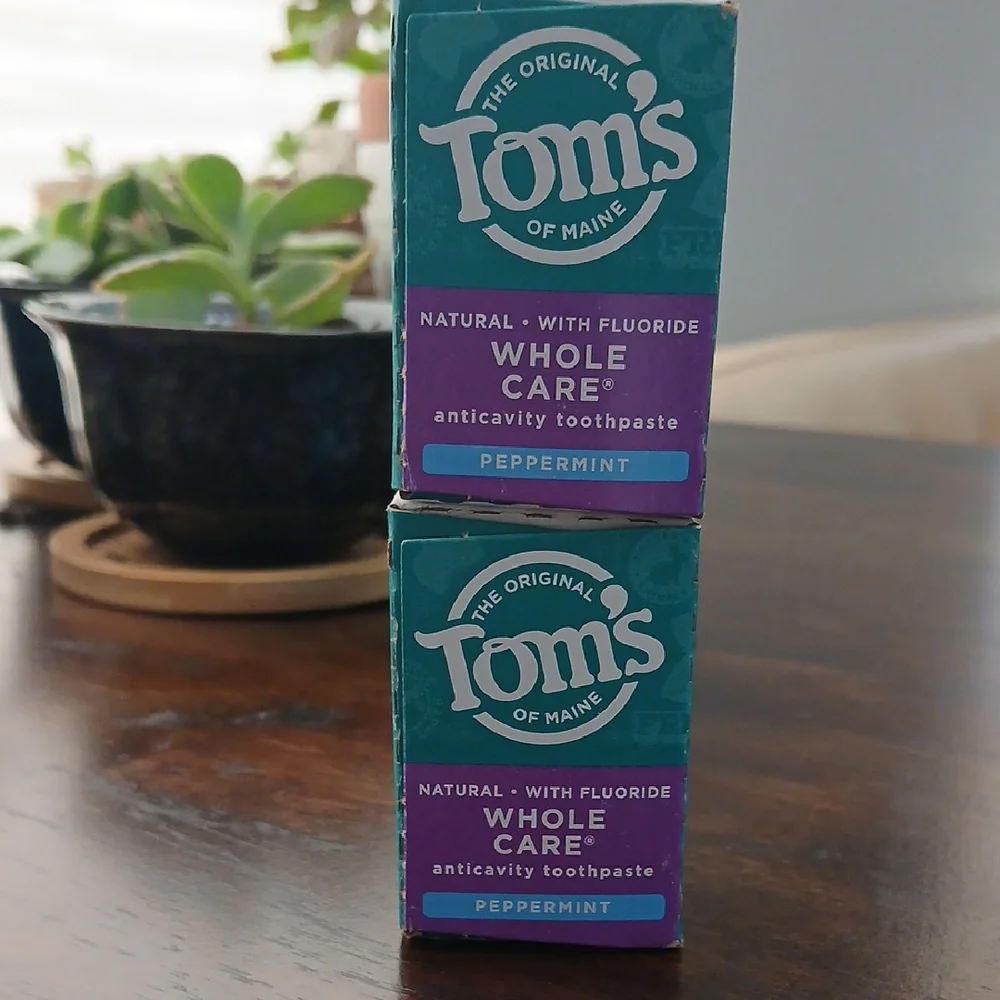 THE ORIGINAL
Tom's
OF MAINE
NATURAL • WITH FLUORIDE
WHOLE
CARE®
anticavity toothpaste
PEPPERMINT
THE ORIGINAL
Tom's
OF MAINE
NATURAL • WITH FLUORIDE
WHOLE
CARE®
anticavity toothpaste
PEPPERMINT